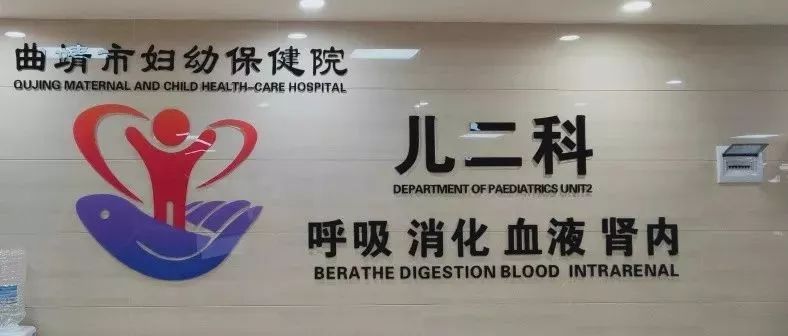 曲靖市妇幼保健院
QUJING MATERNAL AND CHILD HEALTH-CARE HOSPITAL
儿二科
DEPARTMENT OF PAEDIATRICS UNIT2
呼吸 消化 血液 肾内
BERATHE DIGESTION BLOOD INTRARENAL